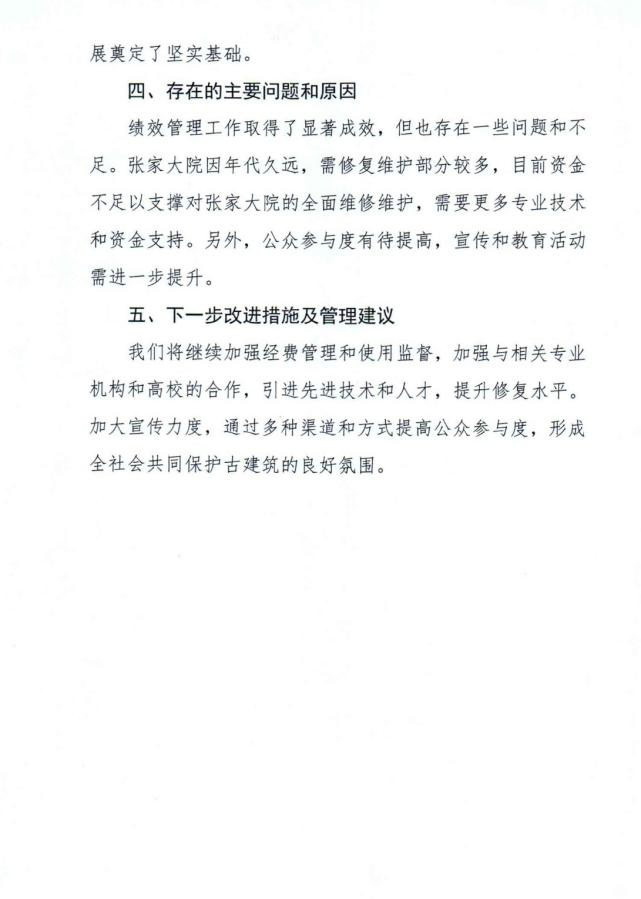 展奠定了坚实基础。
四、存在的主要问题和原因
绩效管理工作取得了显著成效，但也存在一些问题和不
足。张家大院因年代久远，需修复维护部分较多，目前资金
不足以支撑对张家大院的全面维修维护，需要更多专业技术
和资金支持。另外，公众参与度有待提高，宣传和教育活动
需进一步提升。
五、下一步改进措施及管理建议
我们将继续加强经费管理和使用监督，加强与相关专业
机构和高校的合作，引进先进技术和人才，提升修复水平。
加大宣传力度，通过多种渠道和方式提高公众参与度，形成
全社会共同保护古建筑的良好氛围。